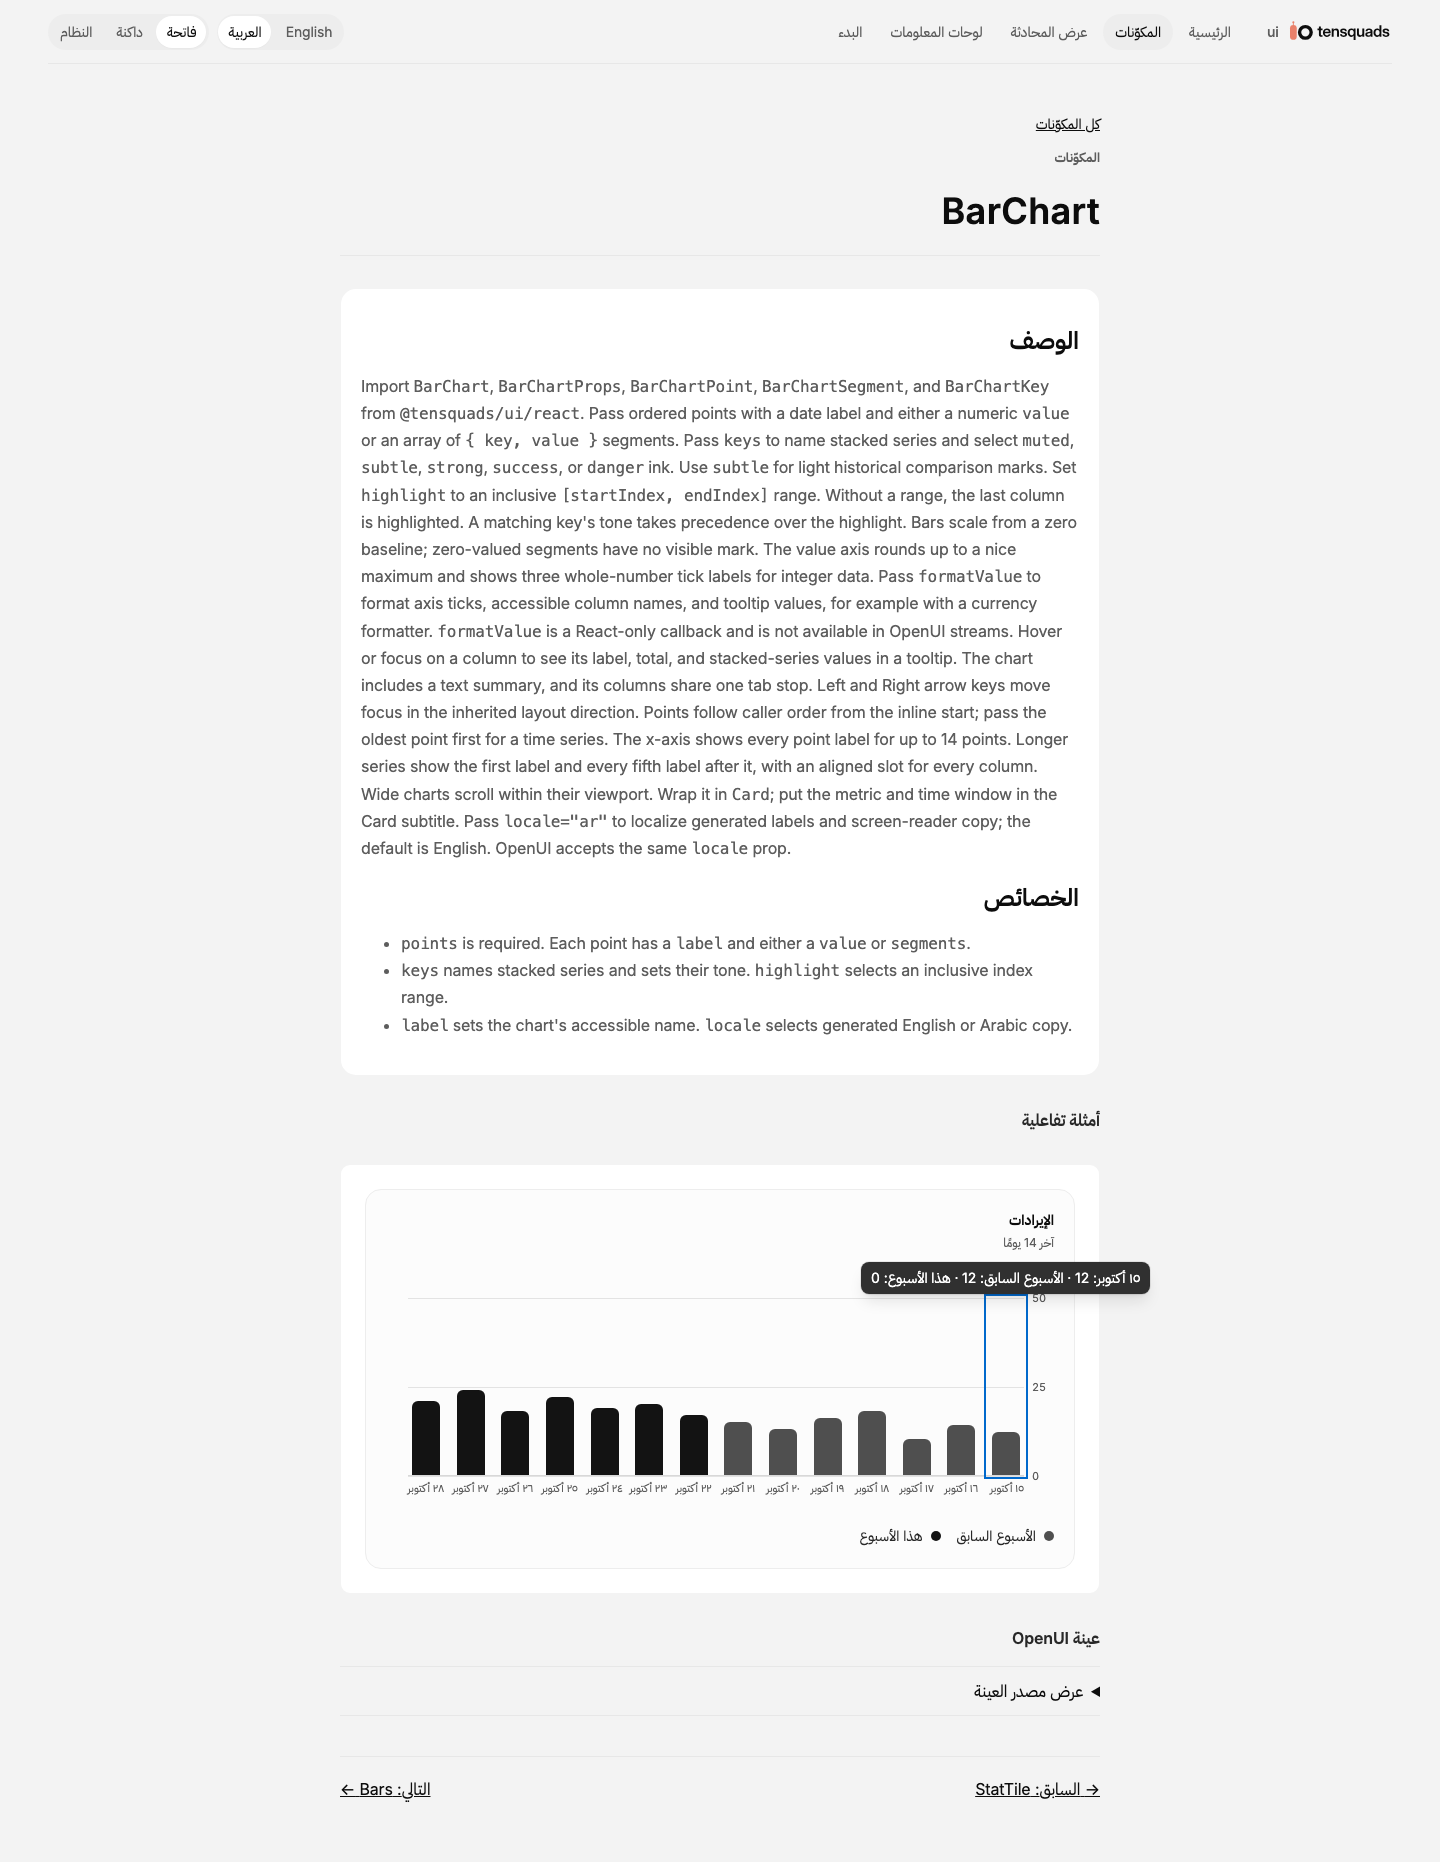 tensquads ui
الرئيسية
المكوّنات
عرض المحادثة
لوحات المعلومات
البدء
English
العربية
فاتحة
داكنة
النظام
كل المكوّنات
المكوّنات
BarChart
الوصف
Import BarChart, BarChartProps, BarChartPoint, BarChartSegment, and BarChartKey
from @tensquads/ui/react. Pass ordered points with a date label and either a numeric value
or an array of { key, value } segments. Pass keys to name stacked series and select muted,
subtle, strong, success, or danger ink. Use subtle for light historical comparison marks. Set
highlight to an inclusive [startIndex, endIndex] range. Without a range, the last column
is highlighted. A matching key's tone takes precedence over the highlight. Bars scale from a zero
baseline; zero-valued segments have no visible mark. The value axis rounds up to a nice
maximum and shows three whole-number tick labels for integer data. Pass formatValue to
format axis ticks, accessible column names, and tooltip values, for example with a currency
formatter. formatValue is a React-only callback and is not available in OpenUI streams. Hover
or focus on a column to see its label, total, and stacked-series values in a tooltip. The chart
includes a text summary, and its columns share one tab stop. Left and Right arrow keys move
focus in the inherited layout direction. Points follow caller order from the inline start; pass the
oldest point first for a time series. The x-axis shows every point label for up to 14 points. Longer
series show the first label and every fifth label after it, with an aligned slot for every column.
Wide charts scroll within their viewport. Wrap it in Card; put the metric and time window in the
Card subtitle. Pass locale="ar" to localize generated labels and screen-reader copy; the
default is English. OpenUI accepts the same locale prop.
الخصائص
• points is required. Each point has a label and either a value or segments.
• keys names stacked series and sets their tone. highlight selects an inclusive index
range.
• label sets the chart's accessible name. locale selects generated English or Arabic copy.
أمثلة تفاعلية
الإيرادات
آخر 14 يومًا
١٥ أكتوبر: 12 · الأسبوع السابق: 12 · هذا الأسبوع: 0
50
25
0
١٥ أكتوبر
١٦ أكتوبر
١٧ أكتوبر
١٨ أكتوبر
١٩ أكتوبر
٢٠ أكتوبر
٢١ أكتوبر
٢٢ أكتوبر
٢٣ أكتوبر
٢٤ أكتوبر
٢٥ أكتوبر
٢٦ أكتوبر
٢٧ أكتوبر
٢٨ أكتوبر
الأسبوع السابق
هذا الأسبوع
عينة OpenUI
عرض مصدر العينة
→ السابق: StatTile
التالي: Bars ←